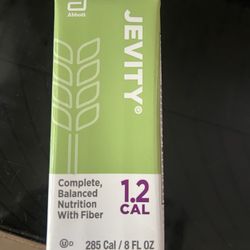 Abbott
JEVITY®
Complete,
Balanced
Nutrition
With Fiber
1.2
CAL
U D
285 Cal / 8 FL OZ